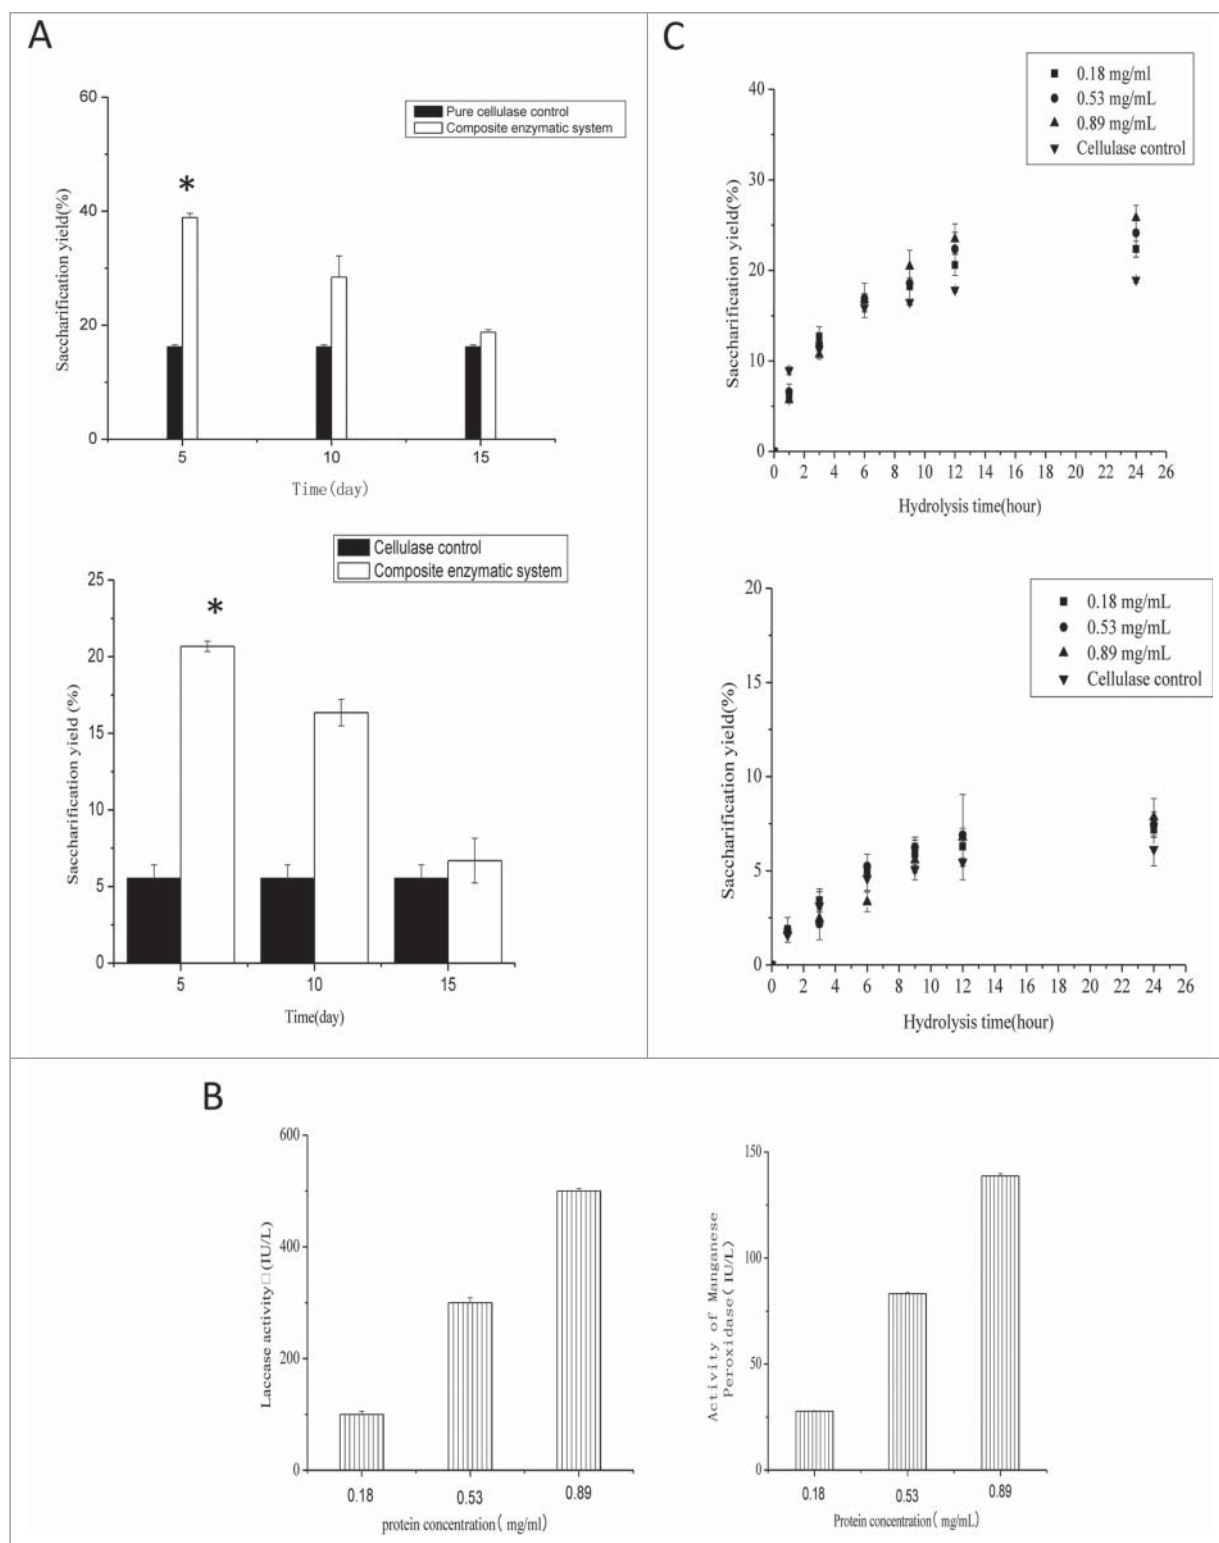 A
60
40
20
0
Saccharification yield(%)
Pure cellulase control
Composite enzymatic system
*
5 10 15
Time(day)
Cellulase control
Composite enzymatic system
25
20
15
10
5
0
Saccharification yield (%)
*
5 10 15
Time(day)
C
0.18 mg/ml
0.53 mg/mL
0.89 mg/mL
Cellulase control
40
30
20
10
0
Saccharification yield(%)
0 2 4 6 8 10 12 14 16 18 20 22 24 26
Hydrolysis time(hour)
0.18 mg/mL
0.53 mg/mL
0.89 mg/mL
Cellulase control
20
15
10
5
0
Saccharification yield(%)
0 2 4 6 8 10 12 14 16 18 20 22 24 26
Hydrolysis time(hour)
B
600
400
200
0
Laccase activity□(IU/L)
0.18 0.53 0.89
protein concentration( mg/ml)
150
100
50
0
Activity of Manganese
Peroxidase( IU/L)
0.18 0.53 0.89
Protein concentration( mg/mL)